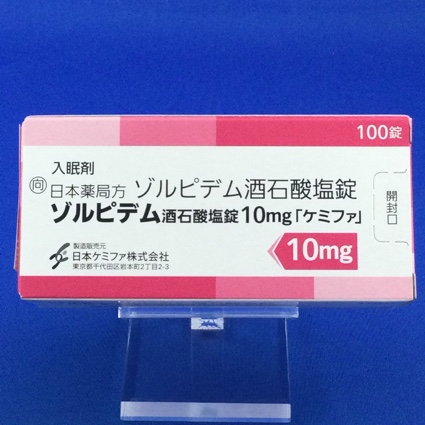 100錠
入眠剤
向 日本薬局方 ゾルピデム酒石酸塩錠
ゾルピデム酒石酸塩錠10mg「ケミファ」
10mg
開封口
製造販売元
日本ケミファ株式会社
東京都千代田区岩本町2丁目2-3